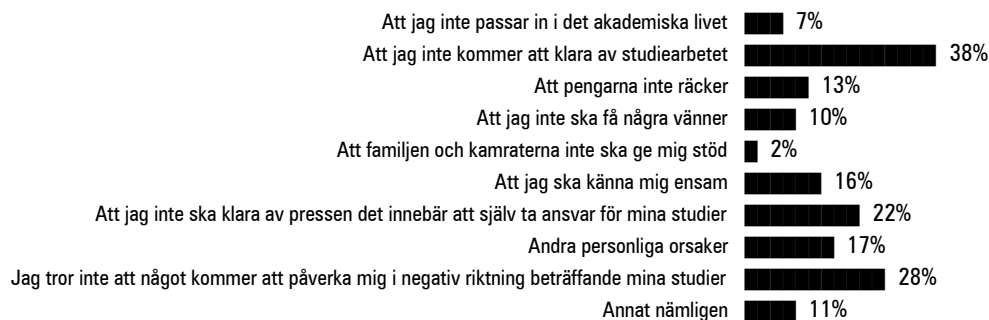 Att jag inte passar in i det akademiska livet 7%
Att jag inte kommer att klara av studiearbetet 38%
Att pengarna inte räcker 13%
Att jag inte ska få några vänner 10%
Att familjen och kamraterna inte ska ge mig stöd 2%
Att jag ska känna mig ensam 16%
Att jag inte ska klara av pressen det innebär att själv ta ansvar för mina studier 22%
Andra personliga orsaker 17%
Jag tror inte att något kommer att påverka mig i negativ riktning beträffande mina studier 28%
Annat nämligen 11%